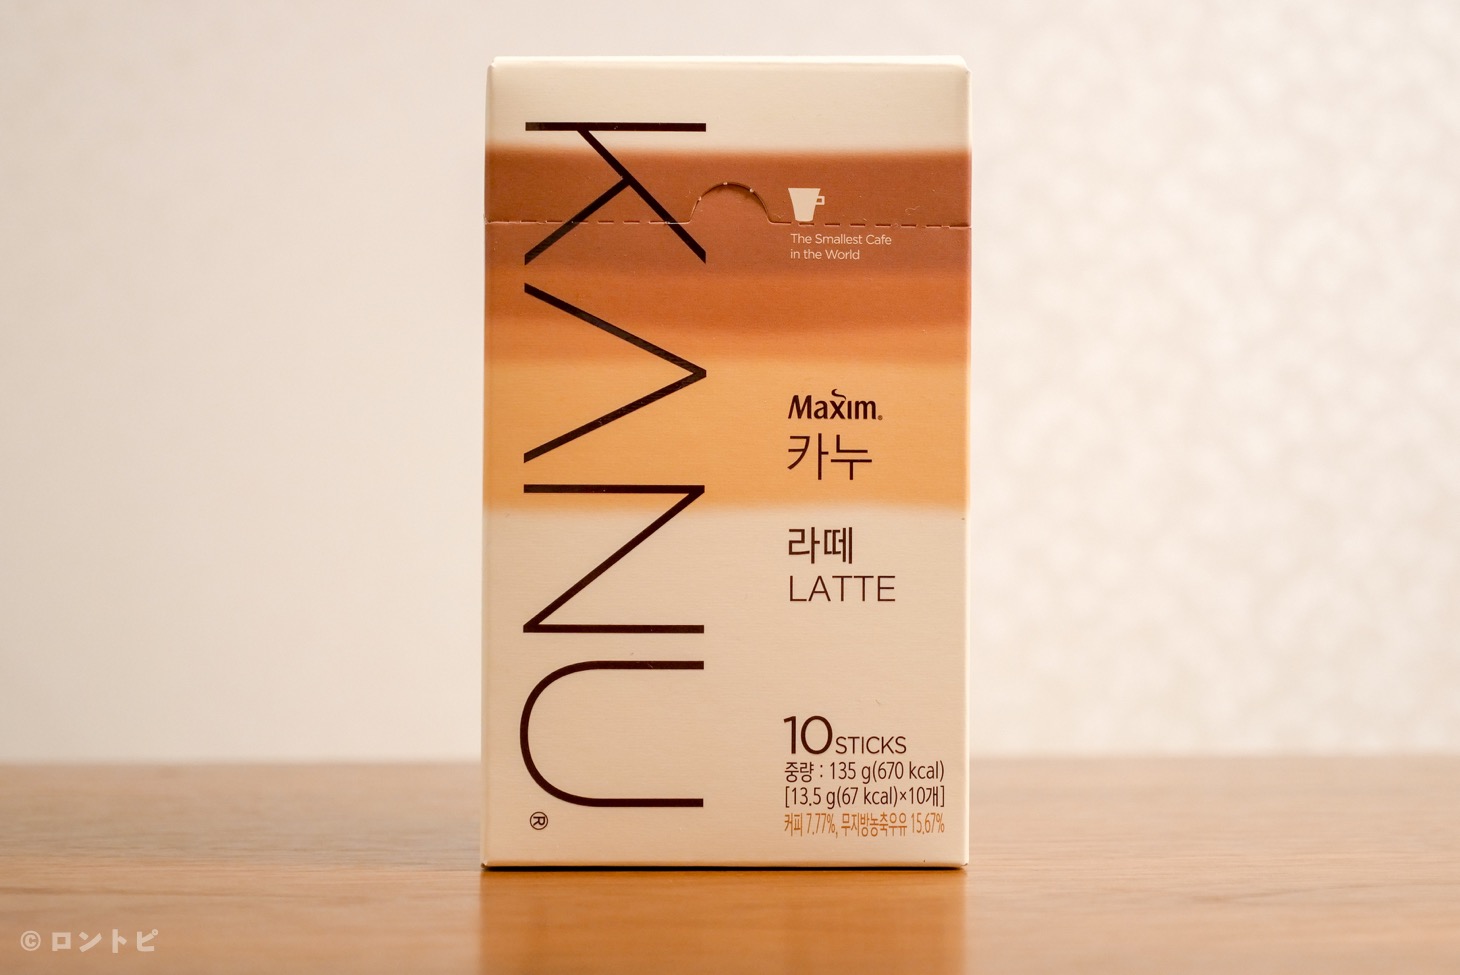 KANU®
The Smallest Cafe
in the World
Maxim®
카누
라떼
LATTE
10 STICKS
중량 : 135 g(670 kcal)
[13.5 g(67 kcal)×10개]
커피 7.77%, 무지방농축우유 15.67%
© ロントピ